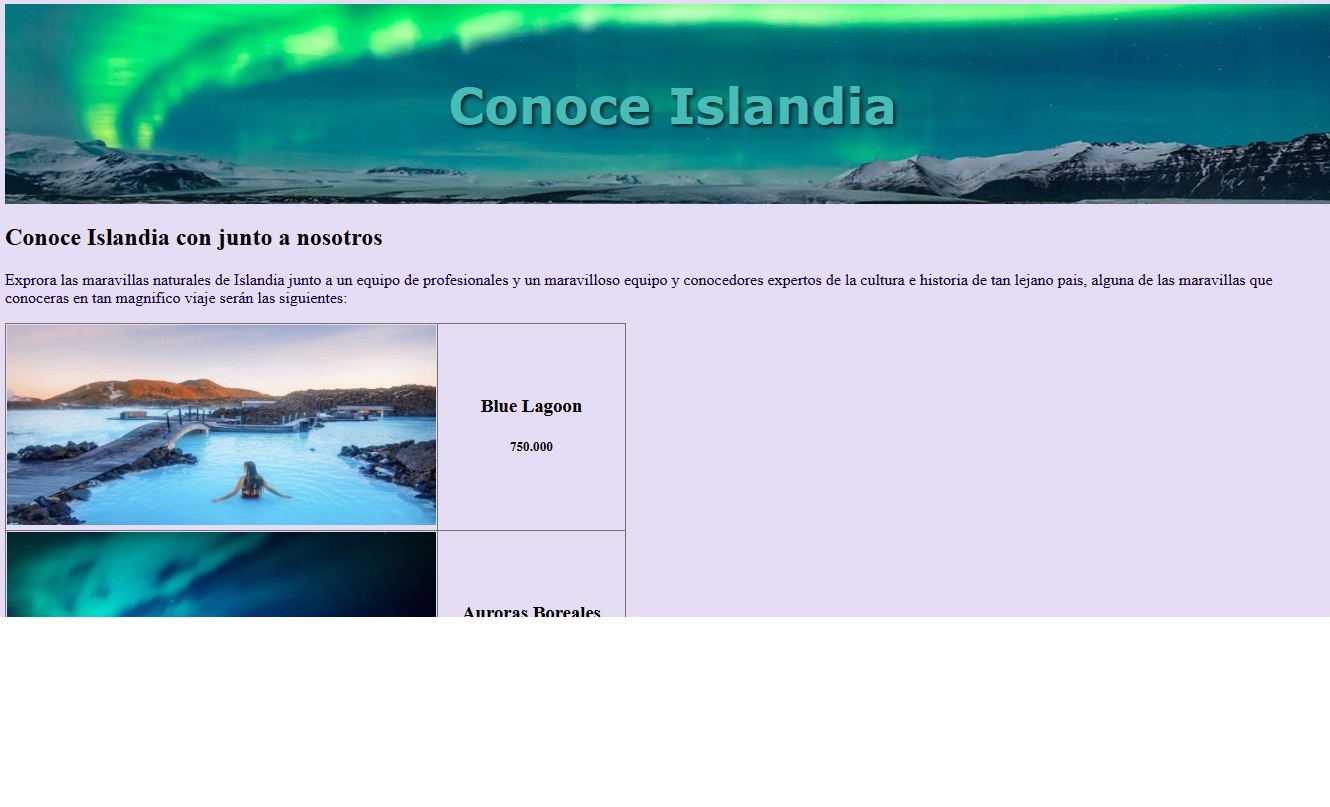 Conoce Islandia
Conoce Islandia con junto a nosotros
Exprora las maravillas naturales de Islandia junto a un equipo de profesionales y un maravilloso equipo y conocedores expertos de la cultura e historia de tan lejano pais, alguna de las maravillas que
conoceras en tan magnifico viaje serán las siguientes:
Blue Lagoon
750.000
Auroras Boreales